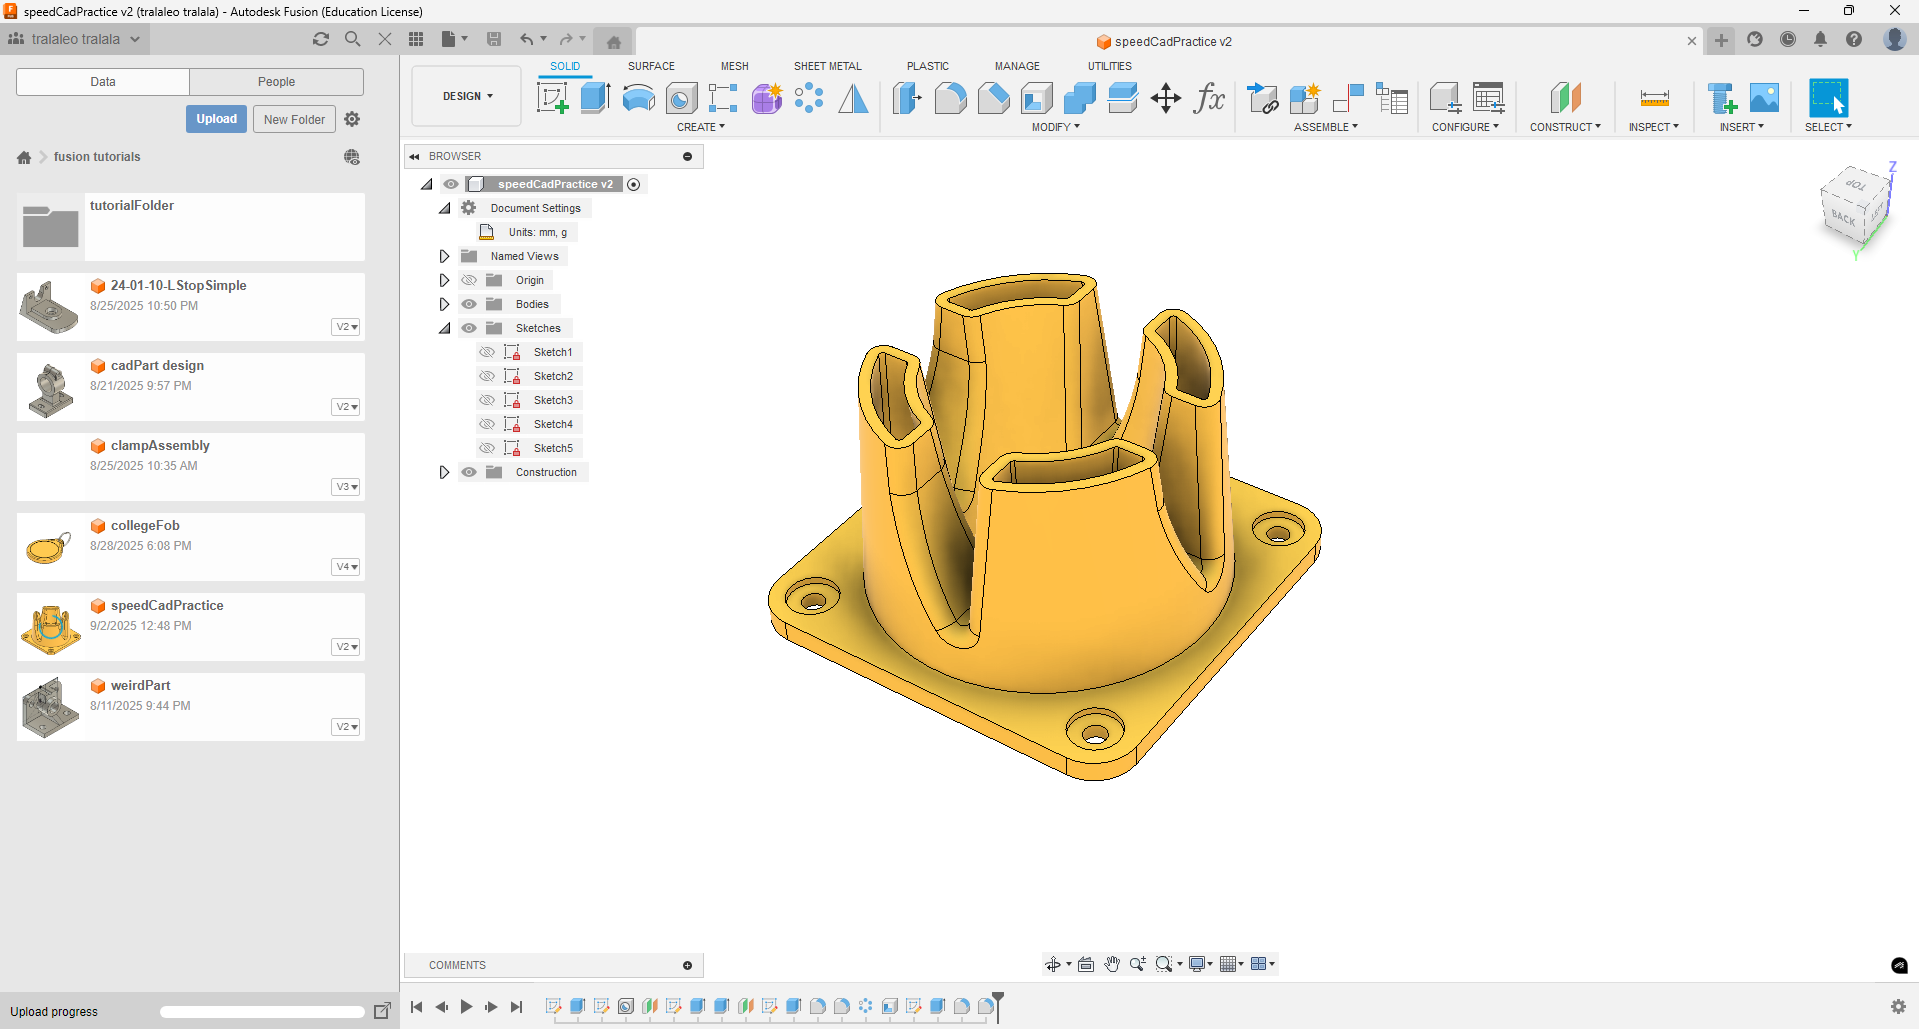 speedCadPractice v2 (tralaleo tralala) - Autodesk Fusion (Education License)
tralaleo tralala
speedCadPractice v2
Data
People
Upload
New Folder
fusion tutorials
tutorialFolder
24-01-10-LStopSimple
8/25/2025 10:50 PM
V2
cadPart design
8/21/2025 9:57 PM
V2
clampAssembly
8/25/2025 10:35 AM
V3
collegeFob
8/28/2025 6:08 PM
V4
speedCadPractice
9/2/2025 12:48 PM
V2
weirdPart
8/11/2025 9:44 PM
V2
Upload progress
DESIGN
SOLID SURFACE MESH SHEET METAL PLASTIC MANAGE UTILITIES
fx
CREATE MODIFY ASSEMBLE CONFIGURE CONSTRUCT INSPECT INSERT SELECT
BROWSER
speedCadPractice v2
Document Settings
Units: mm, g
Named Views
Origin
Bodies
Sketches
Sketch1
Sketch2
Sketch3
Sketch4
Sketch5
Construction
Z
TOP
BACK
LEFT
Y
COMMENTS